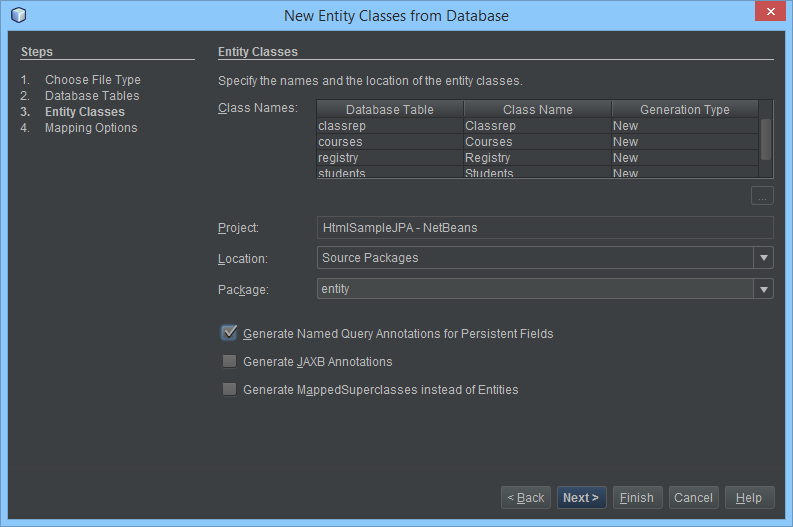 New Entity Classes from Database
Steps
1. Choose File Type
2. Database Tables
3. Entity Classes
4. Mapping Options
Entity Classes
Specify the names and the location of the entity classes.
Class Names:
Database Table Class Name Generation Type
classrep Classrep New
courses Courses New
registry Registry New
students Students New
...
Project: HtmlSampleJPA - NetBeans
Location: Source Packages
Package: entity
Generate Named Query Annotations for Persistent Fields
Generate JAXB Annotations
Generate MappedSuperclasses instead of Entities
< Back Next > Finish Cancel Help